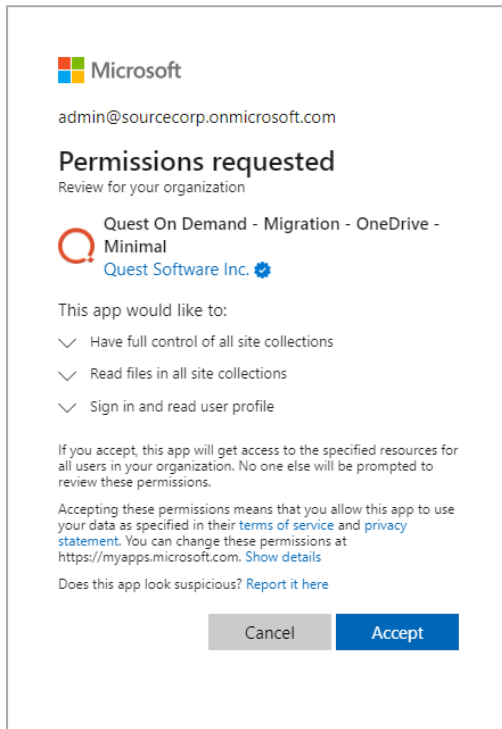 Microsoft
admin@sourcecorp.onmicrosoft.com
Permissions requested
Review for your organization
Quest On Demand - Migration - OneDrive -
Minimal
Quest Software Inc.
This app would like to:
Have full control of all site collections
Read files in all site collections
Sign in and read user profile
If you accept, this app will get access to the specified resources for
all users in your organization. No one else will be prompted to
review these permissions.
Accepting these permissions means that you allow this app to use
your data as specified in their terms of service and privacy
statement. You can change these permissions at
https://myapps.microsoft.com. Show details
Does this app look suspicious? Report it here
Cancel
Accept